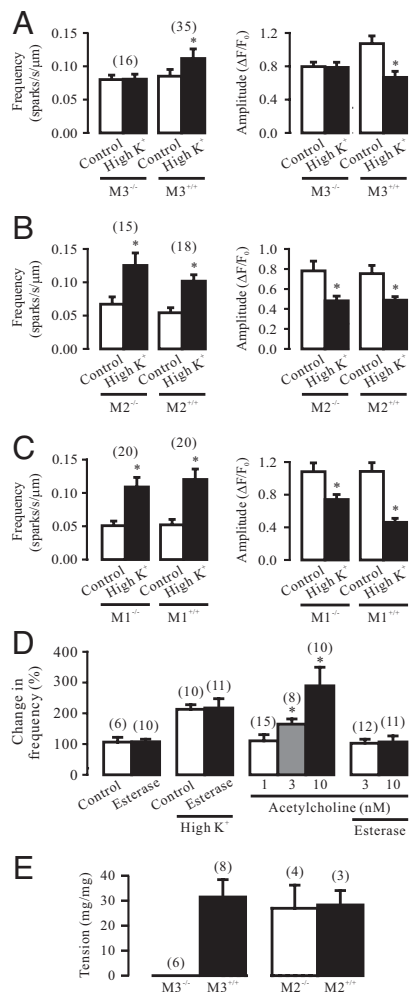 A
Frequency (sparks/s/μm)
0.15
0.10
0.05
0.00
(16)
(35)
*
Control
High K⁺
Control
High K⁺
M3⁻/⁻
M3⁺/⁺
Amplitude (ΔF/F₀)
1.2
0.8
0.4
0.0
*
Control
High K⁺
Control
High K⁺
M3⁻/⁻
M3⁺/⁺
B
Frequency (sparks/s/μm)
0.15
0.10
0.05
0.00
(15)
*
(18)
*
Control
High K⁺
Control
High K⁺
M2⁻/⁻
M2⁺/⁺
Amplitude (ΔF/F₀)
1.0
0.8
0.6
0.4
0.2
0.0
*
*
Control
High K⁺
Control
High K⁺
M2⁻/⁻
M2⁺/⁺
C
Frequency (sparks/s/μm)
0.15
0.10
0.05
0.00
(20)
*
(20)
*
Control
High K⁺
Control
High K⁺
M1⁻/⁻
M1⁺/⁺
Amplitude (ΔF/F₀)
1.2
0.8
0.4
0.0
*
*
Control
High K⁺
Control
High K⁺
M1⁻/⁻
M1⁺/⁺
D
Change in frequency (%)
400
300
200
100
0
(6)
(10)
(10)
(11)
(15)
(8)
*
(10)
*
(12)
(11)
Control
Esterase
Control
Esterase
High K⁺
1
3
10
3
10
Acetylcholine (nM)
Esterase
E
Tension (mg/mg)
40
30
20
10
0
(6)
(8)
(4)
(3)
M3⁻/⁻
M3⁺/⁺
M2⁻/⁻
M2⁺/⁺